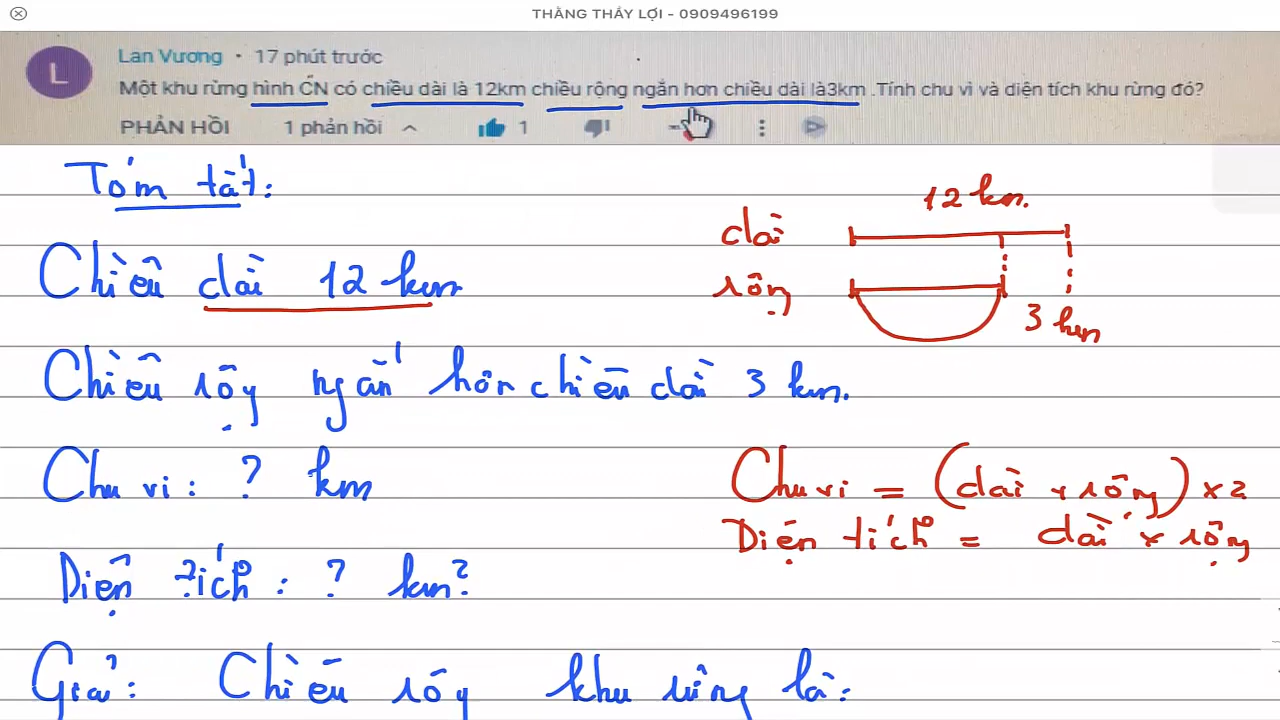 THẮNG THẦY LỢI - 0909496199
L
Lan Vương · 17 phút trước
Một khu rừng hình CN có chiều dài là 12km chiều rộng ngắn hơn chiều dài là3km .Tính chu vi và diện tích khu rừng đó?
PHẢN HỒI 1 phản hồi 1
Tóm tắt:
12 km.
dài
Chiều dài 12 km
rộng
3 km
Chiều rộng ngắn hơn chiều dài 3 km.
Chu vi : ? km
Chu vi = (dài + rộng) × 2
Diện tích = dài × rộng
Diện tích : ? km²
Giải: Chiều rộng khu rừng là: